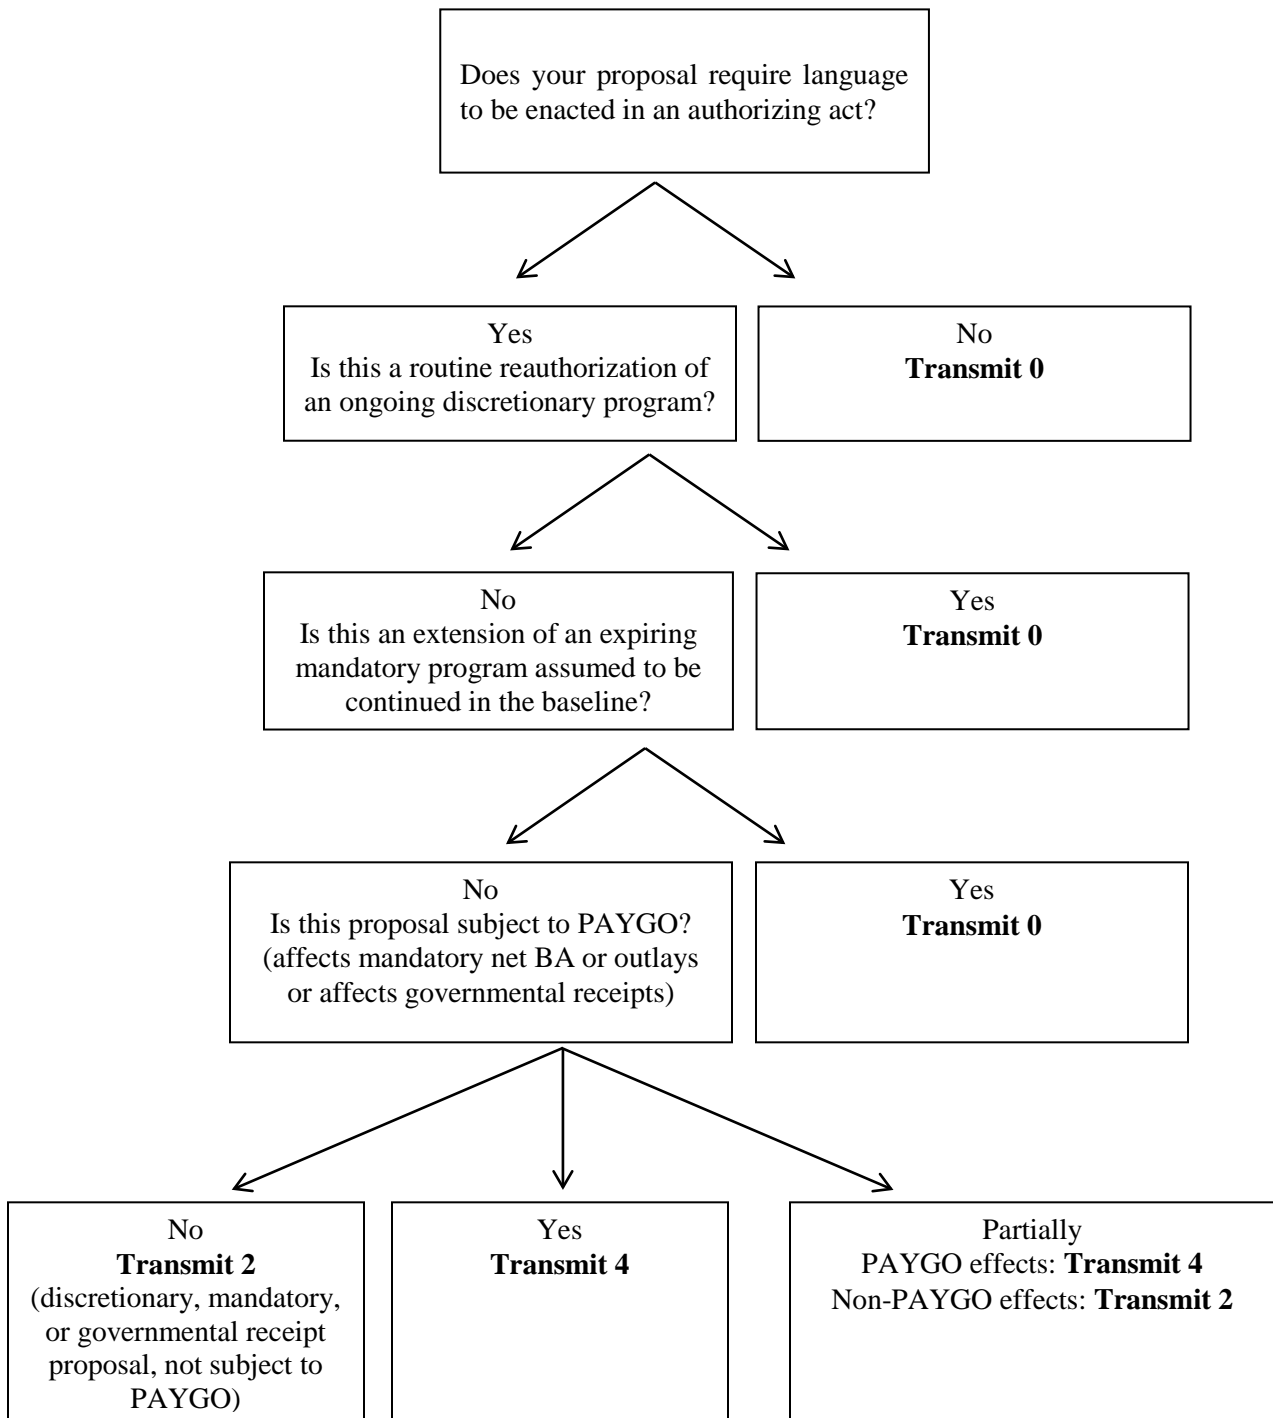 Does your proposal require language
to be enacted in an authorizing act?
Yes
Is this a routine reauthorization of
an ongoing discretionary program?
No
Transmit 0
No
Is this an extension of an expiring
mandatory program assumed to be
continued in the baseline?
Yes
Transmit 0
No
Is this proposal subject to PAYGO?
(affects mandatory net BA or outlays
or affects governmental receipts)
Yes
Transmit 0
No
Transmit 2
(discretionary, mandatory,
or governmental receipt
proposal, not subject to
PAYGO)
Yes
Transmit 4
Partially
PAYGO effects: Transmit 4
Non-PAYGO effects: Transmit 2